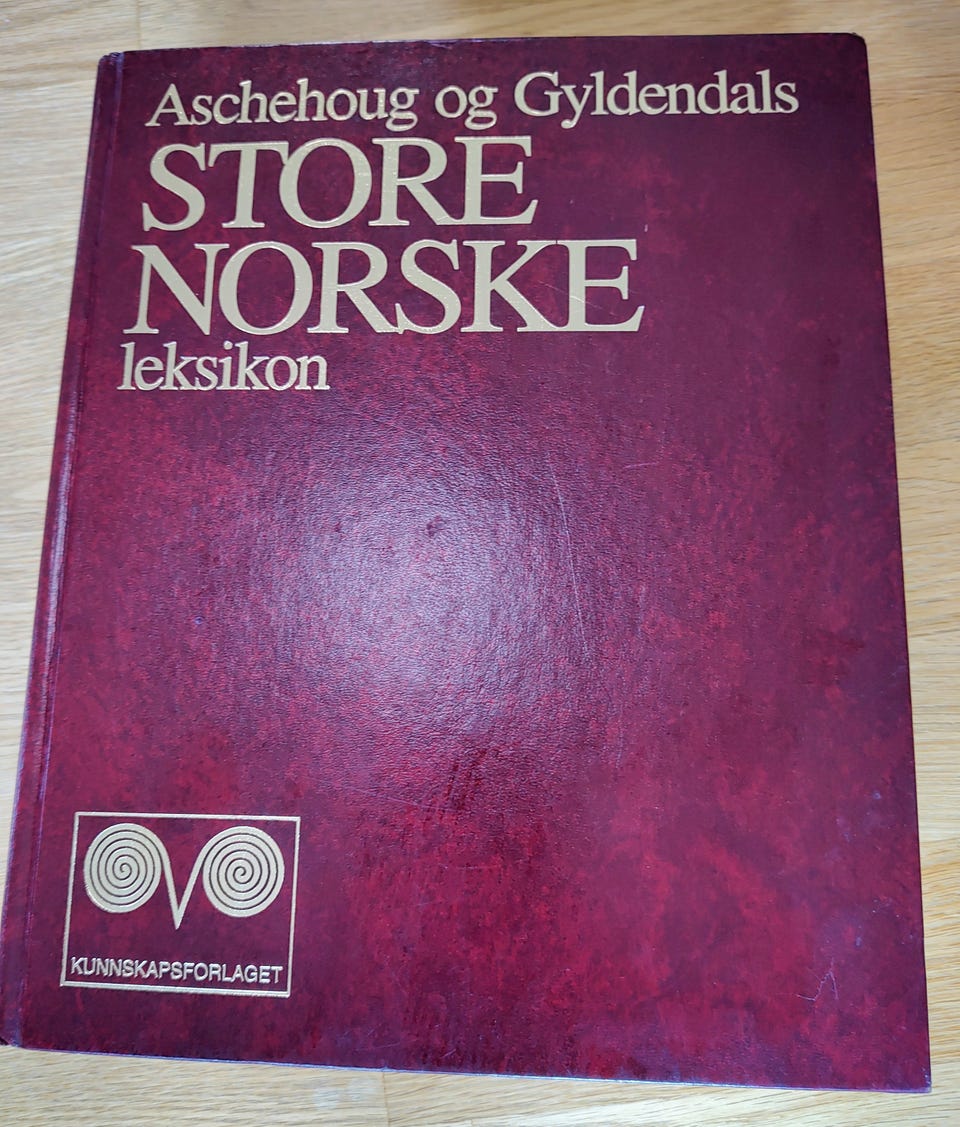 Aschehoug og Gyldendals
STORE
NORSKE
leksikon
KUNNSKAPSFORLAGET